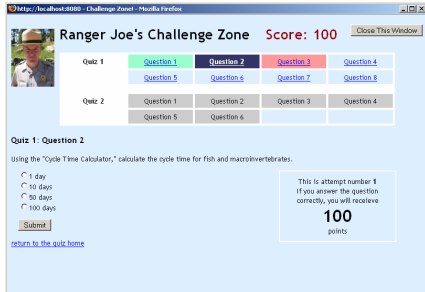 http://localhost:8080 - Challenge Zone! - Mozilla Firefox
Ranger Joe's Challenge Zone Score: 100 Close This Window
Quiz 1 Question 1 Question 2 Question 3 Question 4
Question 5 Question 6 Question 7 Question 8
Quiz 2 Question 1 Question 2 Question 3 Question 4
Question 5 Question 6
Quiz 1: Question 2
Using the "Cycle Time Calculator," calculate the cycle time for fish and macroinvertebrates.
1 day
10 days
50 days
100 days
Submit
return to the quiz home
This is attempt number 1
If you answer the question
correctly, you will receieve
100
points